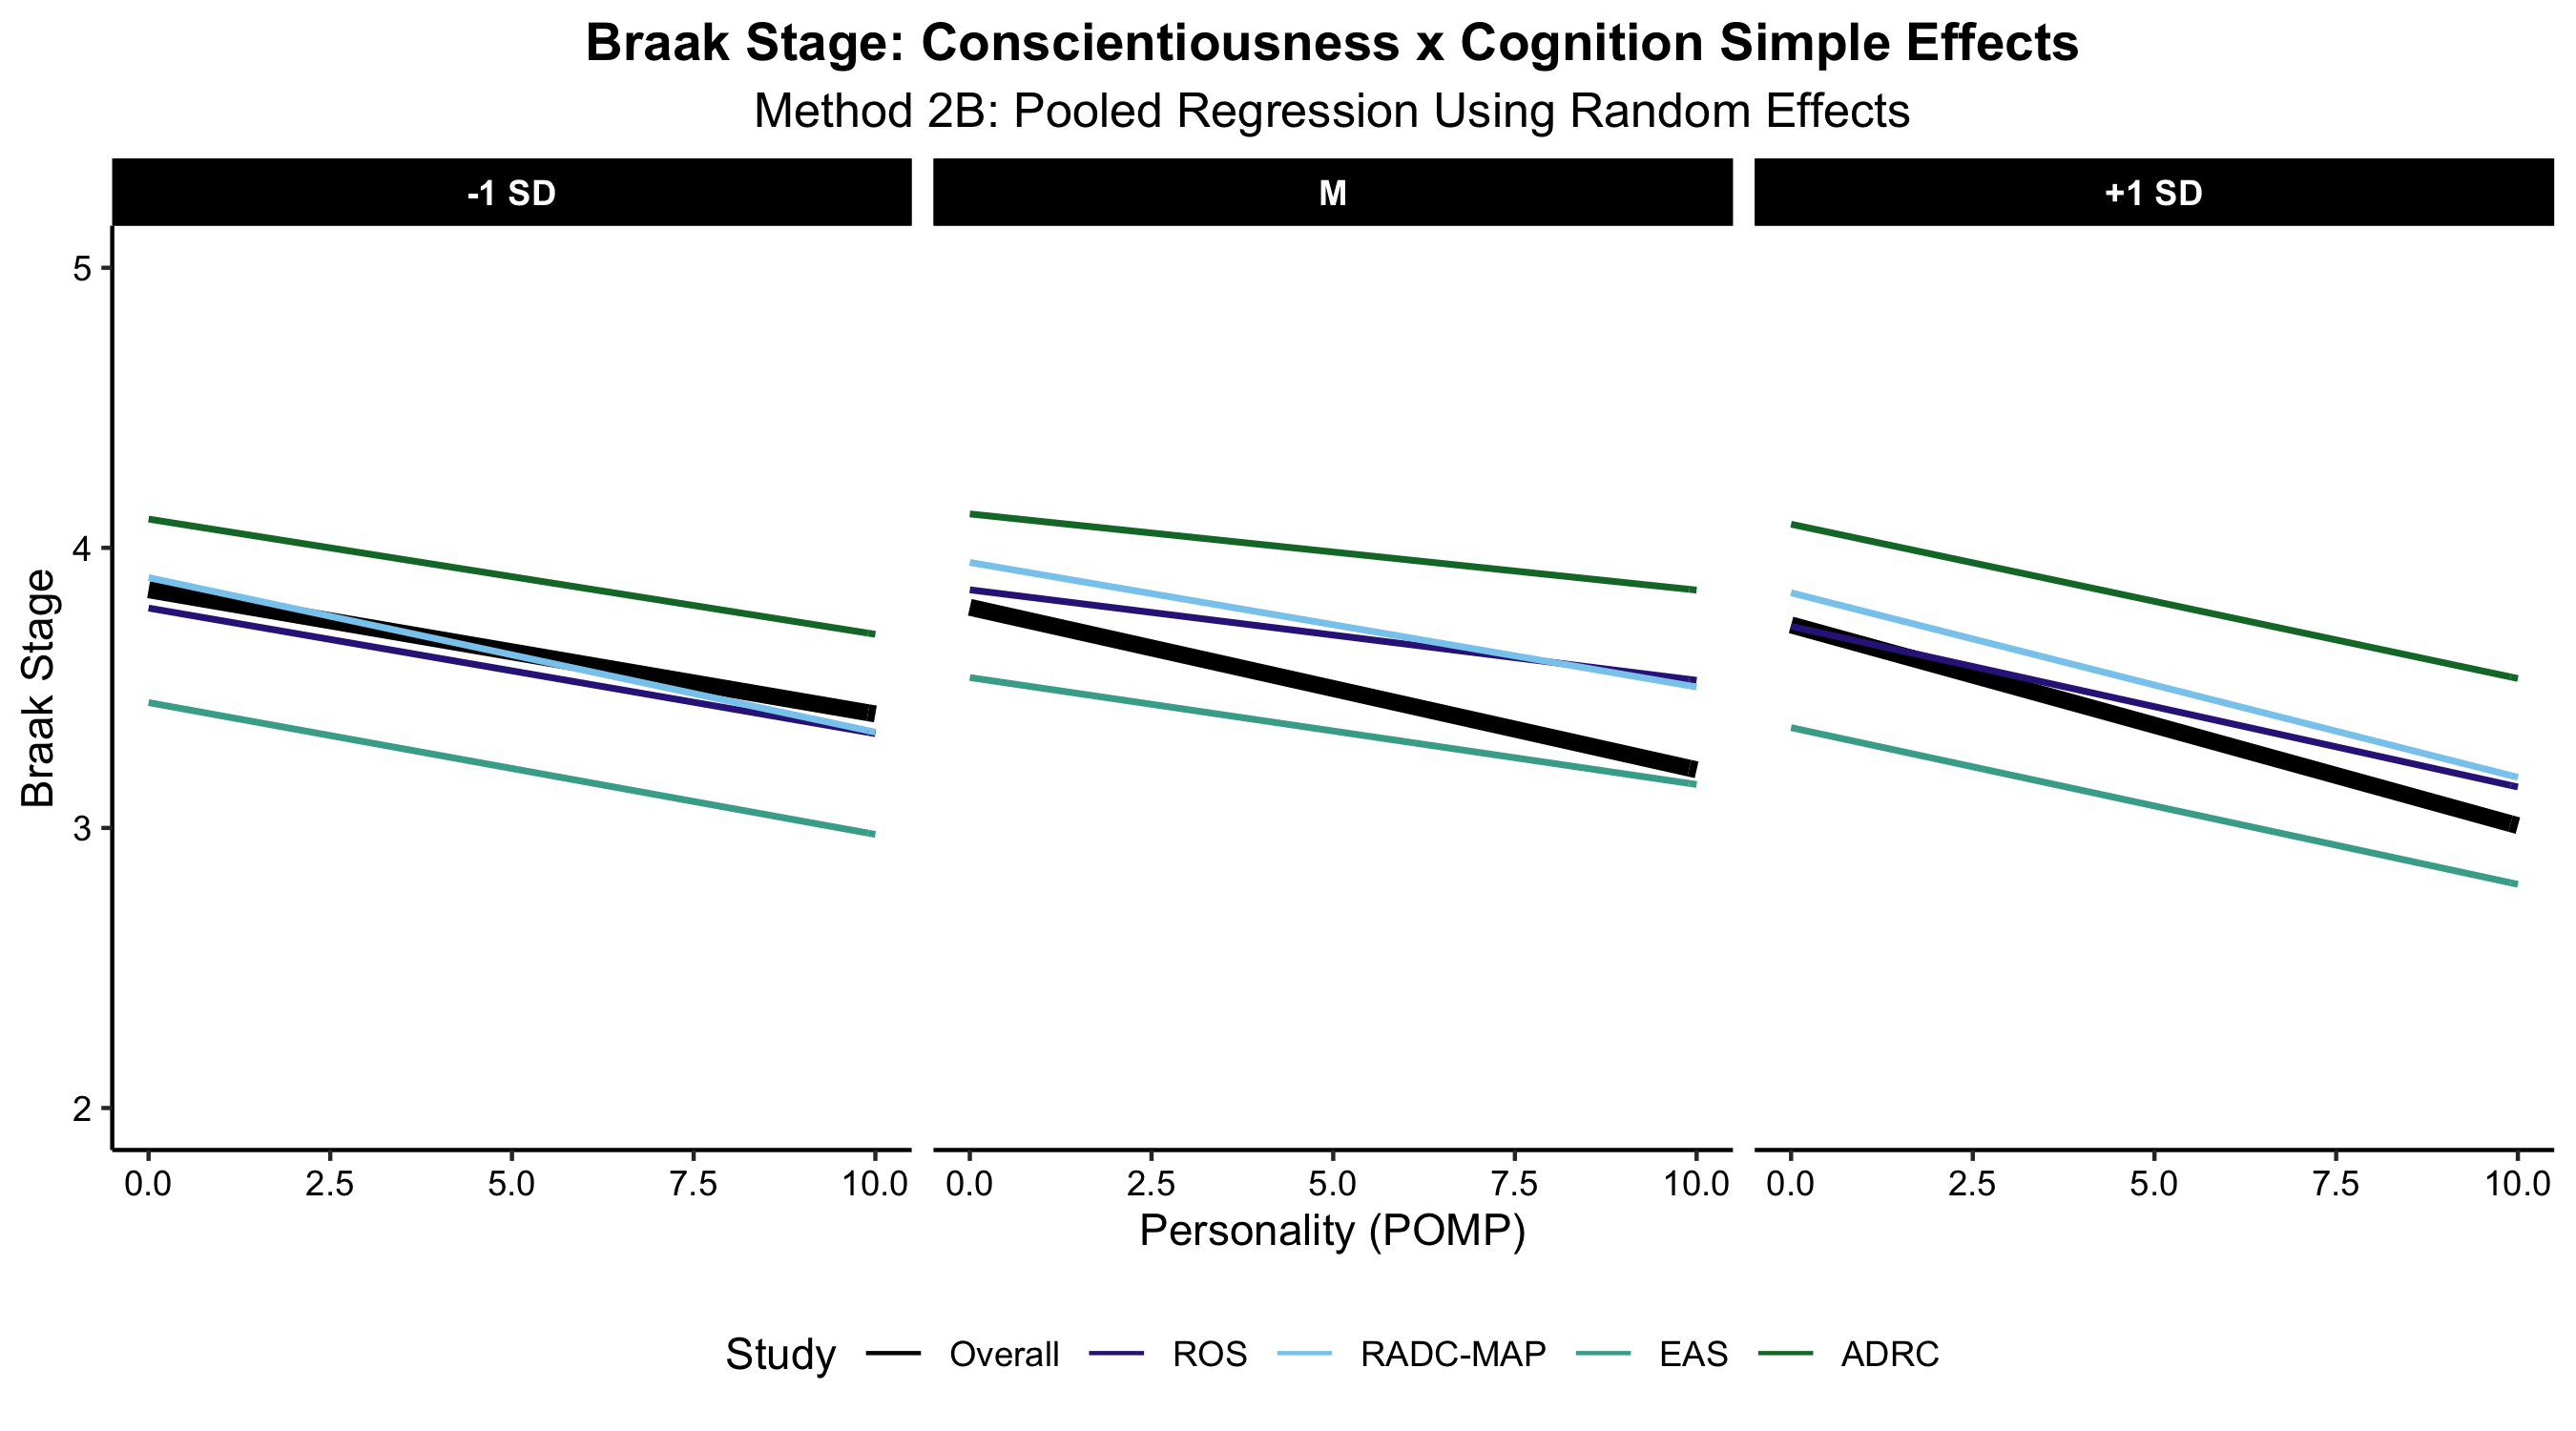 Braak Stage: Conscientiousness x Cognition Simple Effects
Method 2B: Pooled Regression Using Random Effects
-1 SD M +1 SD
Braak Stage
5
4
3
2
0.0 2.5 5.0 7.5 10.0 0.0 2.5 5.0 7.5 10.0 0.0 2.5 5.0 7.5 10.0
Personality (POMP)
Study Overall ROS RADC-MAP EAS ADRC